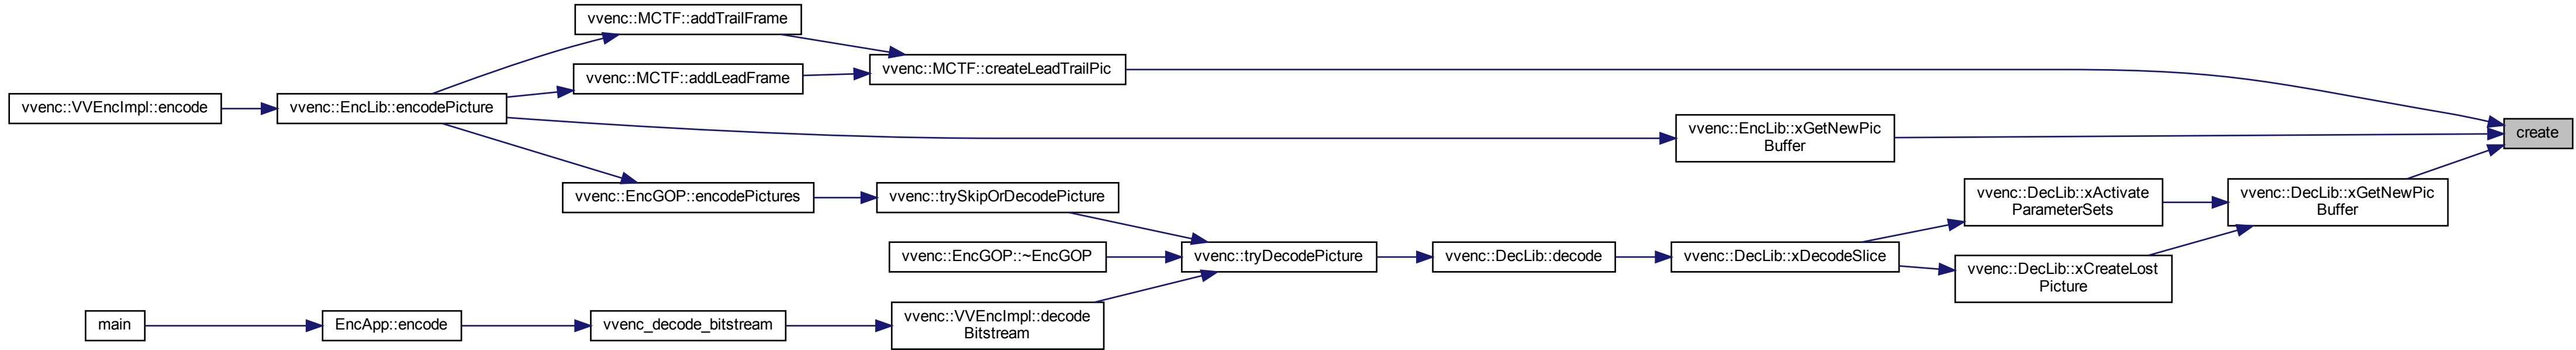 vvenc::MCTF::addTrailFrame
vvenc::MCTF::createLeadTrailPic
vvenc::MCTF::addLeadFrame
vvenc::VVEncImpl::encode
vvenc::EncLib::encodePicture
vvenc::EncLib::xGetNewPic
Buffer
create
vvenc::EncGOP::encodePictures
vvenc::trySkipOrDecodePicture
vvenc::DecLib::xActivate
ParameterSets
vvenc::DecLib::xGetNewPic
Buffer
vvenc::EncGOP::~EncGOP
vvenc::tryDecodePicture
vvenc::DecLib::decode
vvenc::DecLib::xDecodeSlice
vvenc::DecLib::xCreateLost
Picture
main
EncApp::encode
vvenc_decode_bitstream
vvenc::VVEncImpl::decode
Bitstream